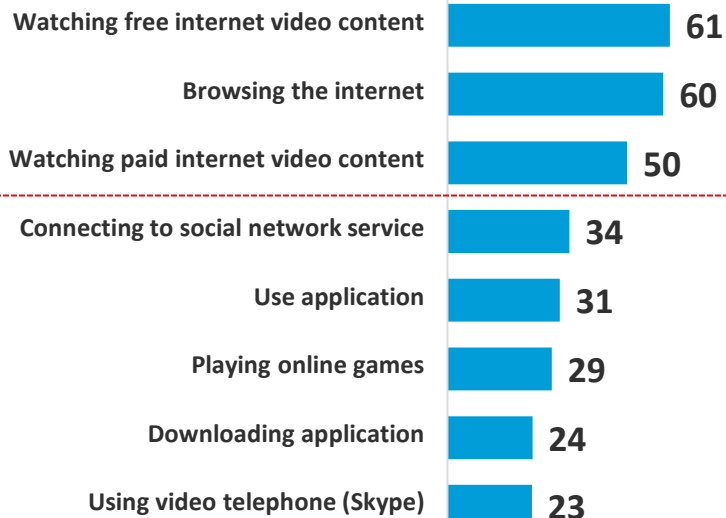 Watching free internet video content 61
Browsing the internet 60
Watching paid internet video content 50
Connecting to social network service 34
Use application 31
Playing online games 29
Downloading application 24
Using video telephone (Skype) 23